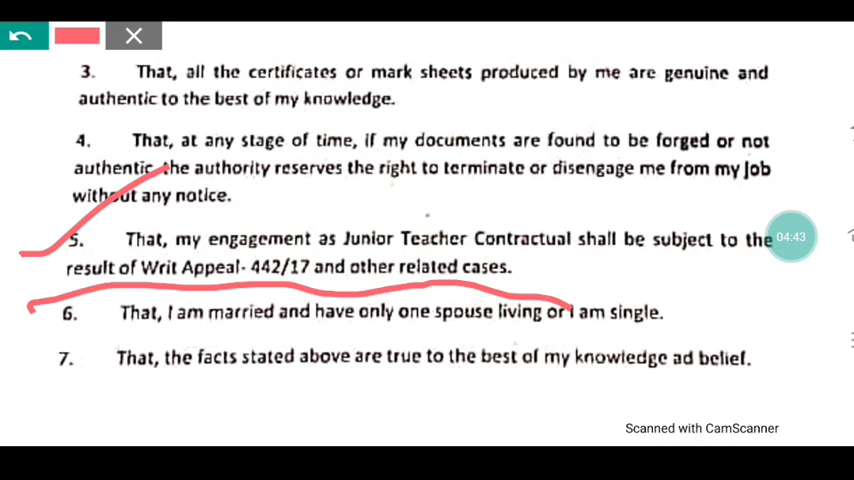 3. That, all the certificates or mark sheets produced by me are genuine and
authentic to the best of my knowledge.
4. That, at any stage of time, if my documents are found to be forged or not
authentic the authority reserves the right to terminate or disengage me from my job
without any notice.
5. That, my engagement as Junior Teacher Contractual shall be subject to the
04:43
result of Writ Appeal- 442/17 and other related cases.
6. That, I am married and have only one spouse living or I am single.
7. That, the facts stated above are true to the best of my knowledge ad belief.
Scanned with CamScanner